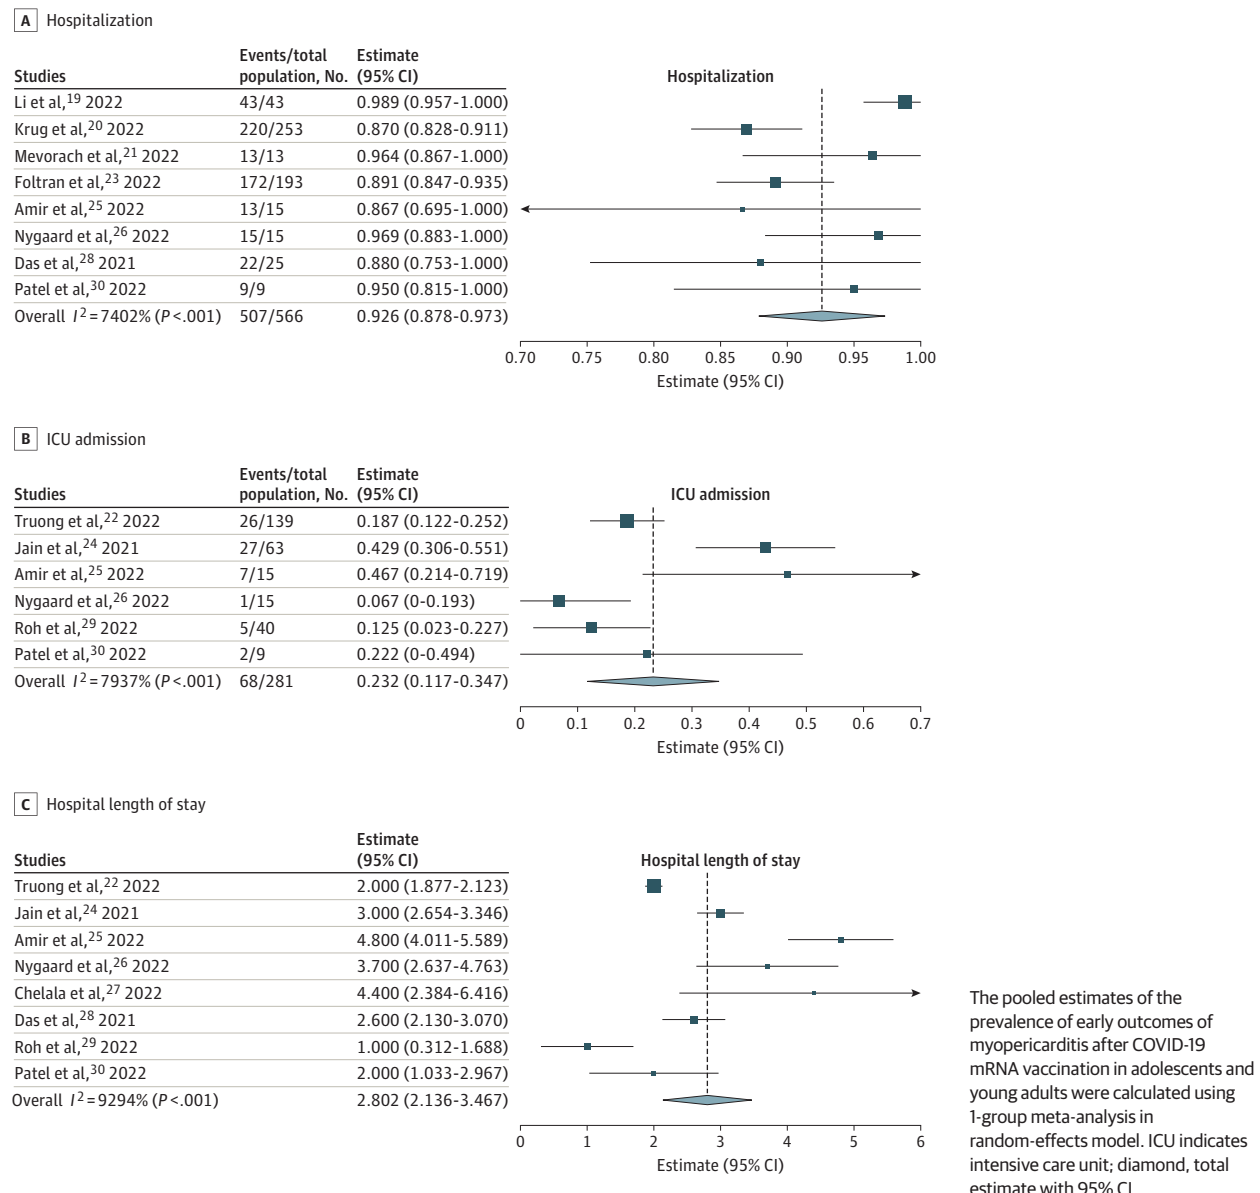 A Hospitalization
Studies Events/total population, No. Estimate (95% CI) Hospitalization
Li et al,19 2022 43/43 0.989 (0.957-1.000)
Krug et al,20 2022 220/253 0.870 (0.828-0.911)
Mevorach et al,21 2022 13/13 0.964 (0.867-1.000)
Foltran et al,23 2022 172/193 0.891 (0.847-0.935)
Amir et al,25 2022 13/15 0.867 (0.695-1.000)
Nygaard et al,26 2022 15/15 0.969 (0.883-1.000)
Das et al,28 2021 22/25 0.880 (0.753-1.000)
Patel et al,30 2022 9/9 0.950 (0.815-1.000)
Overall I2=7402% (P<.001) 507/566 0.926 (0.878-0.973)
0.70 0.75 0.80 0.85 0.90 0.95 1.00
Estimate (95% CI)
B ICU admission
Studies Events/total population, No. Estimate (95% CI) ICU admission
Truong et al,22 2022 26/139 0.187 (0.122-0.252)
Jain et al,24 2021 27/63 0.429 (0.306-0.551)
Amir et al,25 2022 7/15 0.467 (0.214-0.719)
Nygaard et al,26 2022 1/15 0.067 (0-0.193)
Roh et al,29 2022 5/40 0.125 (0.023-0.227)
Patel et al,30 2022 2/9 0.222 (0-0.494)
Overall I2=7937% (P<.001) 68/281 0.232 (0.117-0.347)
0 0.1 0.2 0.3 0.4 0.5 0.6 0.7
Estimate (95% CI)
C Hospital length of stay
Studies Estimate (95% CI) Hospital length of stay
Truong et al,22 2022 2.000 (1.877-2.123)
Jain et al,24 2021 3.000 (2.654-3.346)
Amir et al,25 2022 4.800 (4.011-5.589)
Nygaard et al,26 2022 3.700 (2.637-4.763)
Chelala et al,27 2022 4.400 (2.384-6.416)
Das et al,28 2021 2.600 (2.130-3.070)
Roh et al,29 2022 1.000 (0.312-1.688)
Patel et al,30 2022 2.000 (1.033-2.967)
Overall I2=9294% (P<.001) 2.802 (2.136-3.467)
0 1 2 3 4 5 6
Estimate (95% CI)
The pooled estimates of the
prevalence of early outcomes of
myopericarditis after COVID-19
mRNA vaccination in adolescents and
young adults were calculated using
1-group meta-analysis in
random-effects model. ICU indicates
intensive care unit; diamond, total
estimate with 95% CI